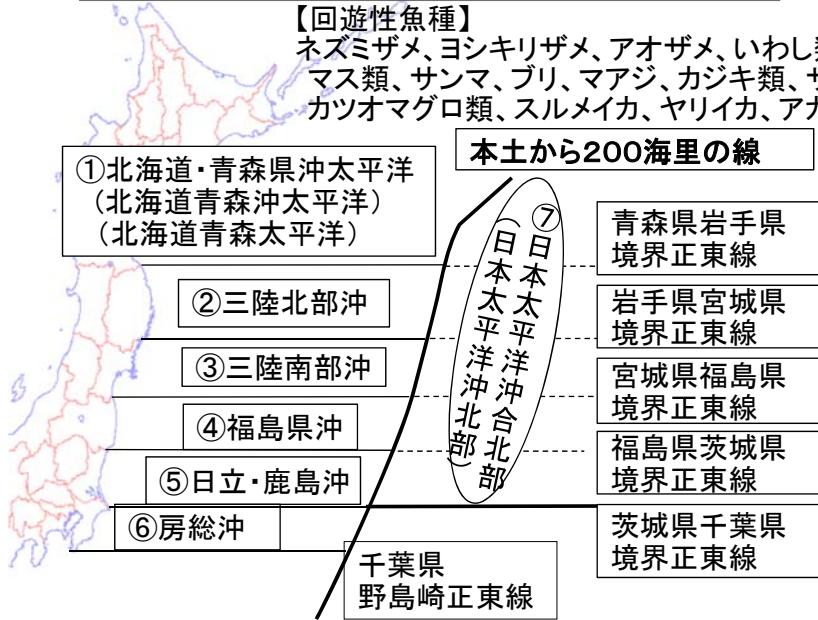 【回遊性魚種】
ネズミザメ、ヨシキリザメ、アオザメ、いわし
マス類、サンマ、ブリ、マアジ、カジキ類、
カツオマグロ類、スルメイカ、ヤリイカ、アカ
本土から200海里の線
①北海道・青森県沖太平洋
（北海道青森沖太平洋）
（北海道青森太平洋）
⑦日本太平洋沖合北部
（日本太平洋沖北部）
青森県岩手県
境界正東線
②三陸北部沖
岩手県宮城県
境界正東線
③三陸南部沖
宮城県福島県
境界正東線
④福島県沖
福島県茨城県
境界正東線
⑤日立・鹿島沖
⑥房総沖
茨城県千葉県
境界正東線
千葉県
野島崎正東線